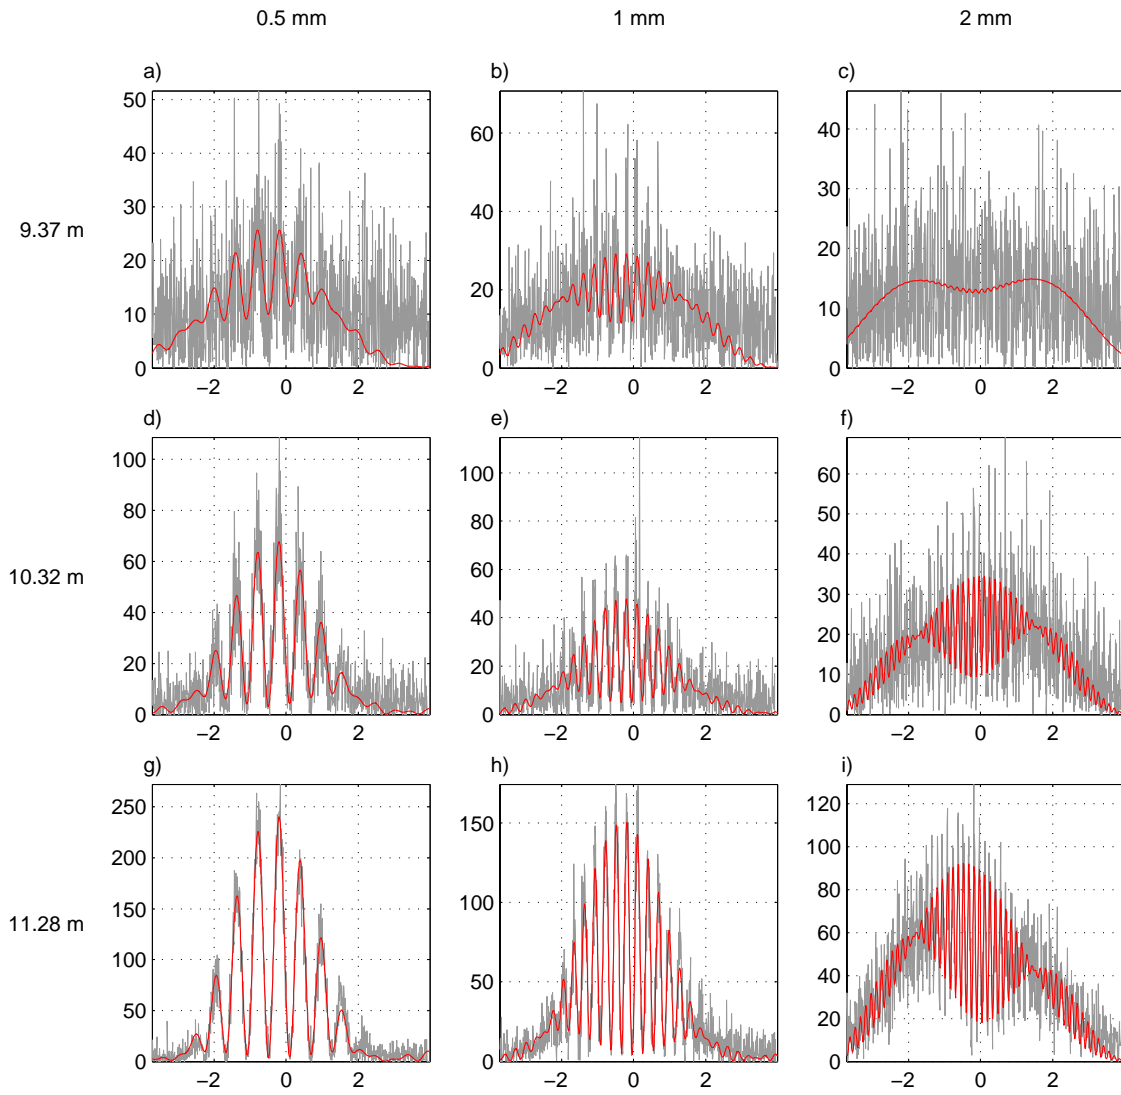 0.5 mm 1 mm 2 mm
a) b) c)
50 60 40
40
30 40 30
9.37 m
20 20
20
10 10
0 0 0
−2 0 2 −2 0 2 −2 0 2
d) e) f)
100 100 60
80 80 50
60 60 40
10.32 m
40 40 30
20
20 20 10
0 0 0
−2 0 2 −2 0 2 −2 0 2
g) h) i)
250 150 120
200 100
100 80
150
11.28 m 60
100 50 40
50 20
0 0 0
−2 0 2 −2 0 2 −2 0 2